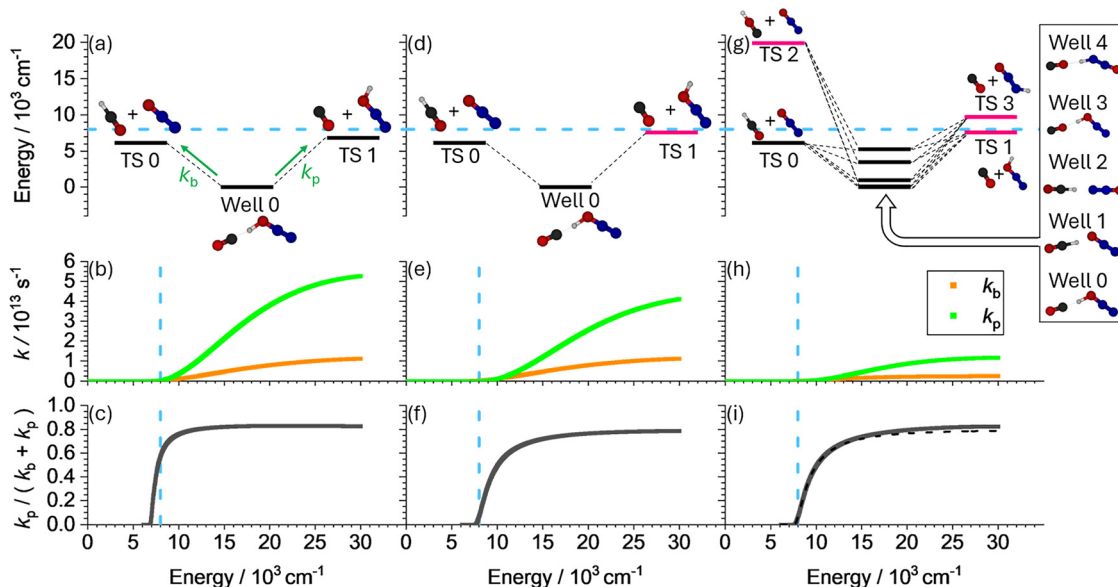 (a)
(d)
(g)
Energy / 10³ cm⁻¹
20
15
10
5
0
+
TS 0
k_b
k_p
Well 0
+
TS 1
+
TS 0
Well 0
+
TS 1
+
TS 2
+
TS 0
+
TS 3
TS 1
+
Well 4
Well 3
Well 2
Well 1
Well 0
(b)
(e)
(h)
k / 10¹³ s⁻¹
6
5
4
3
2
1
0
k_b
k_p
(c)
(f)
(i)
k_p / ( k_b + k_p)
1.0
0.8
0.6
0.4
0.2
0.0
0 5 10 15 20 25 30
0 5 10 15 20 25 30
0 5 10 15 20 25 30
Energy / 10³ cm⁻¹
Energy / 10³ cm⁻¹
Energy / 10³ cm⁻¹